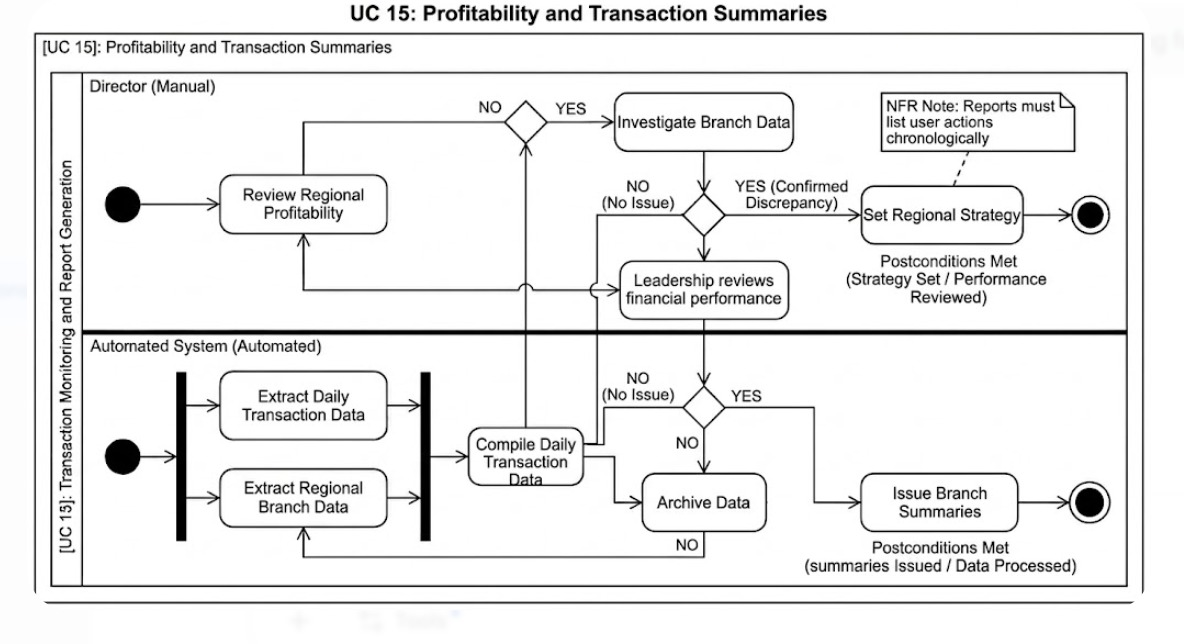 UC 15: Profitability and Transaction Summaries
[UC 15]: Profitability and Transaction Summaries
[UC 15]: Transaction Monitoring and Report Generation
Director (Manual)
NO
YES
Investigate Branch Data
NFR Note: Reports must
list user actions
chronologically
Review Regional
Profitability
NO
(No Issue)
YES (Confirmed
Discrepancy)
Set Regional Strategy
Postconditions Met
(Strategy Set / Performance
Reviewed)
Leadership reviews
financial performance
Automated System (Automated)
Extract Daily
Transaction Data
Extract Regional
Branch Data
Compile Daily
Transaction
Data
NO
(No Issue)
YES
NO
Archive Data
NO
Issue Branch
Summaries
Postconditions Met
(summaries Issued / Data Processed)